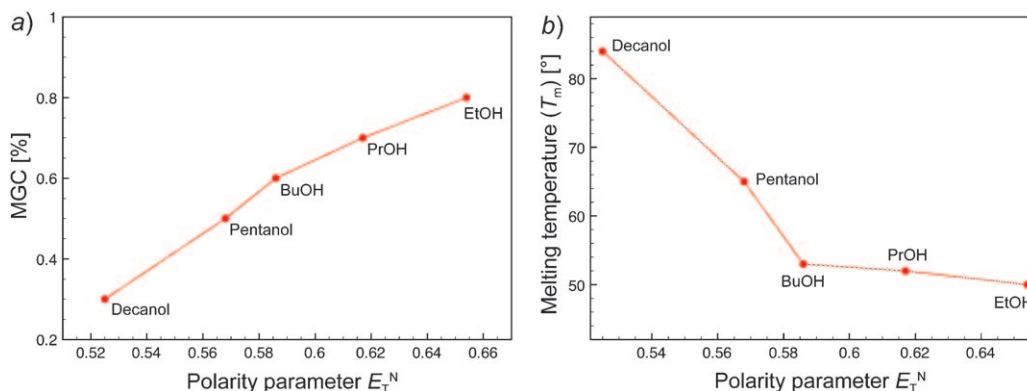 a)
MGC [%]
1
0.8
0.6
0.4
0.2
EtOH
PrOH
BuOH
Pentanol
Decanol
0.52 0.54 0.56 0.58 0.6 0.62 0.64 0.66
Polarity parameter E_T^N
b)
Melting temperature (T_m) [°]
80
70
60
50
Decanol
Pentanol
PrOH
BuOH
EtOH
0.54 0.56 0.58 0.6 0.62 0.64
Polarity parameter E_T^N